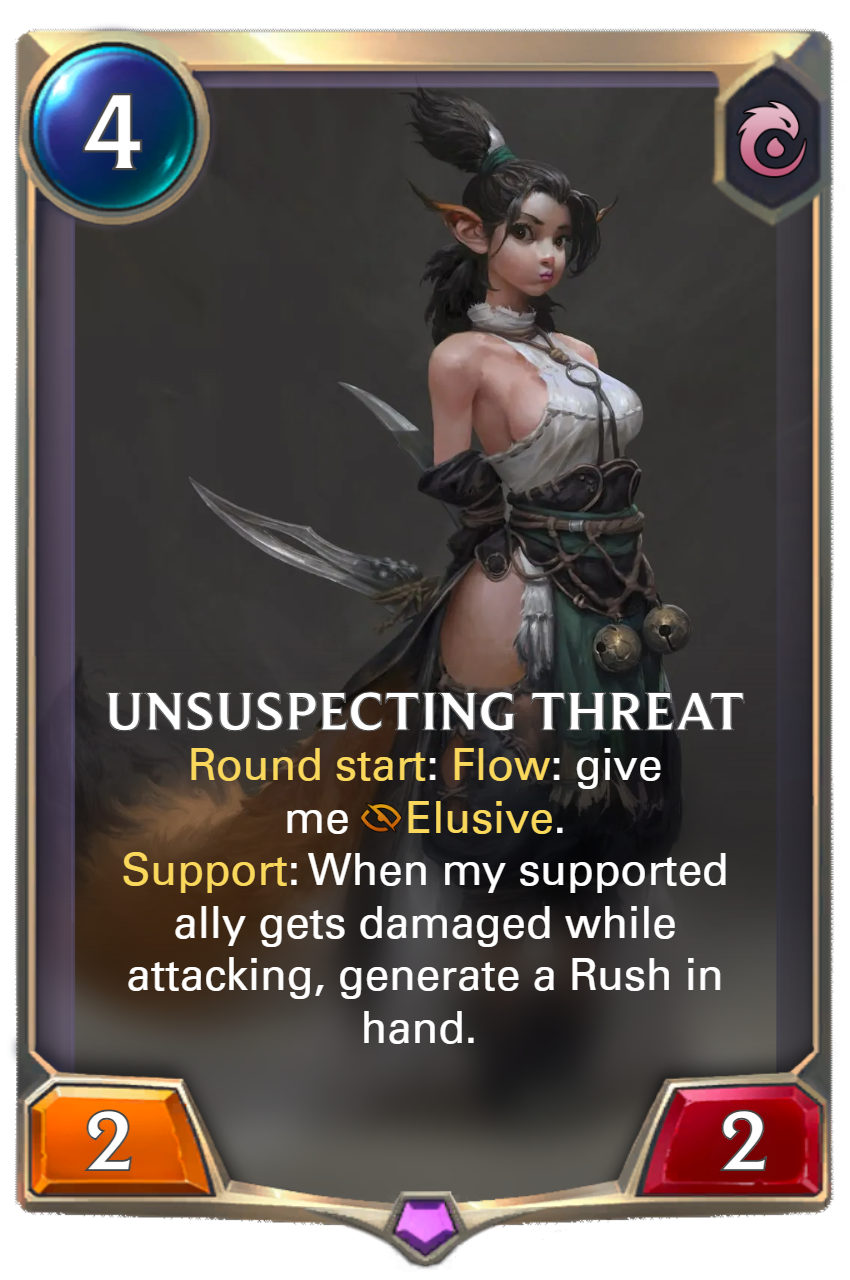 4
UNSUSPECTING THREAT
Round start: Flow: give
me Elusive.
Support: When my supported
ally gets damaged while
attacking, generate a Rush in
hand.
2
2